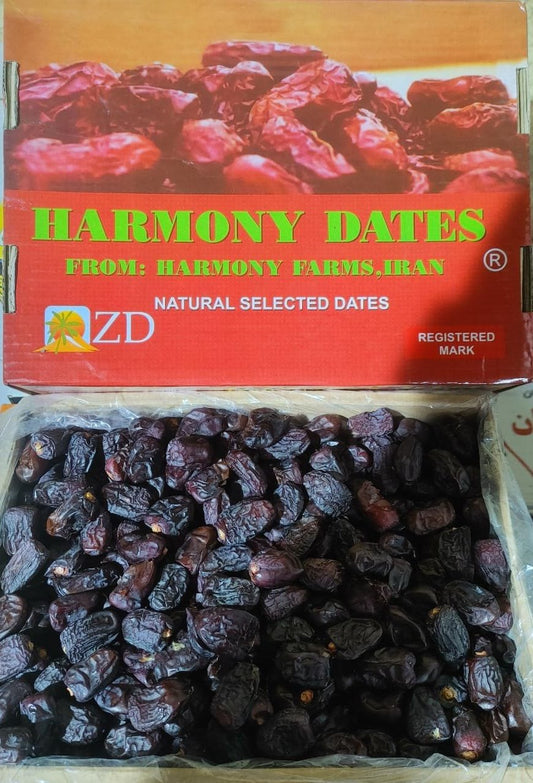 HARMONY DATES
FROM: HARMONY FARMS,IRAN ®
NATURAL SELECTED DATES
ZD
REGISTERED
MARK